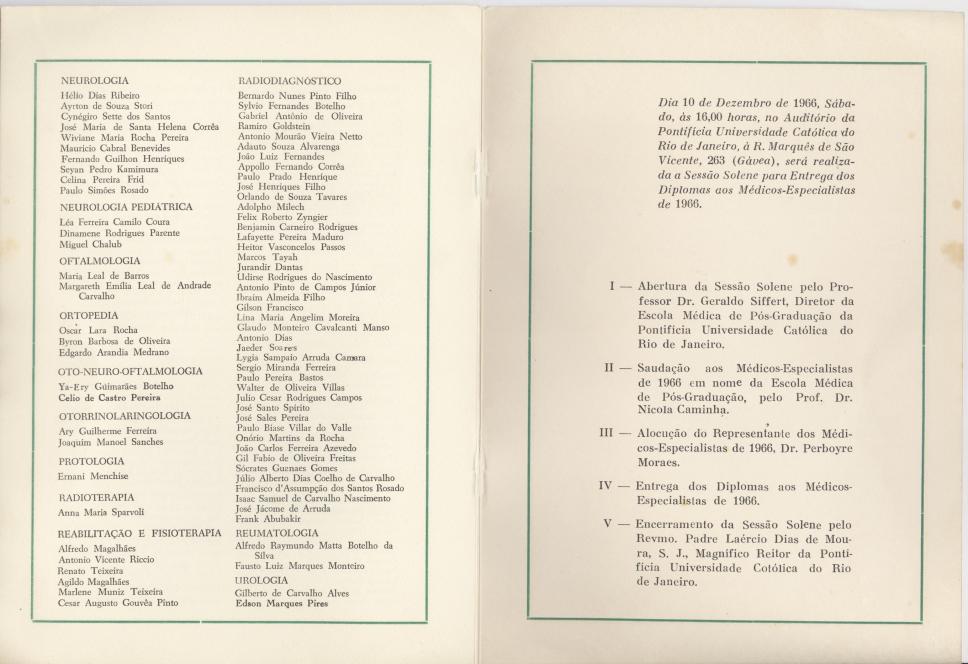 NEUROLOGIA
Hélio Dias Ribeiro
Ayrton de Souza Stori
Cynégiro Sette dos Santos
José Maria de Santa Helena Corrêa
Wiviane Maria Rocha Pereira
Mauricio Cabral Benevides
Fernando Guilhon Henriques
Seyan Pedro Kamimura
Celina Pereira Frid
Paulo Simões Rosado
NEUROLOGIA PEDIÁTRICA
Léa Ferreira Camilo Coura
Dinamene Rodrigues Parente
Miguel Chalub
OFTALMOLOGIA
Maria Leal de Barros
Margareth Emília Leal de Andrade
Carvalho
ORTOPEDIA
Oscar Lara Rocha
Byron Barbosa de Oliveira
Edgardo Arandia Medrano
OTO-NEURO-OFTALMOLOGIA
Ya-Ery Guimarães Botelho
Celio de Castro Pereira
OTORRINOLARINGOLOGIA
Ary Guilherme Ferreira
Joaquim Manoel Sanches
PROTOLOGIA
Ernani Menchise
RADIOTERAPIA
Anna Maria Sparvoli
REABILITAÇÃO E FISIOTERAPIA
Alfredo Magalhães
Antonio Vicente Riccio
Renato Teixeira
Agildo Magalhães
Marlene Muniz Teixeira
Cesar Augusto Gouvêa Pinto
RADIODIAGNÓSTICO
Bernardo Nunes Pinto Filho
Sylvio Fernandes Botelho
Gabriel Antônio de Oliveira
Ramiro Goldstein
Antonio Mourão Vieira Netto
Adauto Souza Alvarenga
João Luiz Fernandes
Appollo Fernando Corrêa
Paulo Prado Henrique
José Henriques Filho
Orlando de Souza Tavares
Adolpho Milech
Felix Roberto Zyngier
Benjamin Carneiro Rodrigues
Lafayette Pereira Maduro
Heitor Vasconcelos Passos
Marcos Tayah
Jurandir Dantas
Udirse Rodrigues do Nascimento
Antonio Pinto de Campos Júnior
Ibraim Almeida Filho
Gilson Francisco
Lina Maria Angelim Moreira
Glaudo Monteiro Cavalcanti Manso
Antonio Dias
Jaeder Soares
Lygia Sampaio Arruda Camara
Sergio Miranda Ferreira
Paulo Pereira Bastos
Walter de Oliveira Villas
Julio Cesar Rodrigues Campos
José Santo Spirito
José Sales Pereira
Paulo Biase Villar do Valle
Onório Martins da Rocha
João Carlos Ferreira Azevedo
Gil Fabio de Oliveira Freitas
Sócrates Guznaes Gomes
Júlio Alberto Dias Coelho de Carvalho
Francisco d'Assumpção dos Santos Rosado
Isaac Samuel de Carvalho Nascimento
José Jácome de Arruda
Frank Abubakir
REUMATOLOGIA
Alfredo Raymundo Matta Botelho da
Silva
Fausto Luiz Marques Monteiro
UROLOGIA
Gilberto de Carvalho Alves
Edson Marques Pires
Dia 10 de Dezembro de 1966, Sába-
do, às 16,00 horas, no Auditório da
Pontifícia Universidade Católica do
Rio de Janeiro, à R. Marquês de São
Vicente, 263 (Gávea), será realiza-
da a Sessão Solene para Entrega dos
Diplomas aos Médicos-Especialistas
de 1966.
I — Abertura da Sessão Solene pelo Pro-
fessor Dr. Geraldo Siffert, Diretor da
Escola Médica de Pós-Graduação da
Pontifícia Universidade Católica do
Rio de Janeiro.
II — Saudação aos Médicos-Especialistas
de 1966 em nome da Escola Médica
de Pós-Graduação, pelo Prof. Dr.
Nicola Caminha.
III — Alocução do Representante dos Médi-
cos-Especialistas de 1966, Dr. Perboyre
Moraes.
IV — Entrega dos Diplomas aos Médicos-
Especialistas de 1966.
V — Encerramento da Sessão Solene pelo
Revmo. Padre Laércio Dias de Mou-
ra, S. J., Magnífico Reitor da Ponti-
fícia Universidade Cotólica do Rio
de Janeiro.